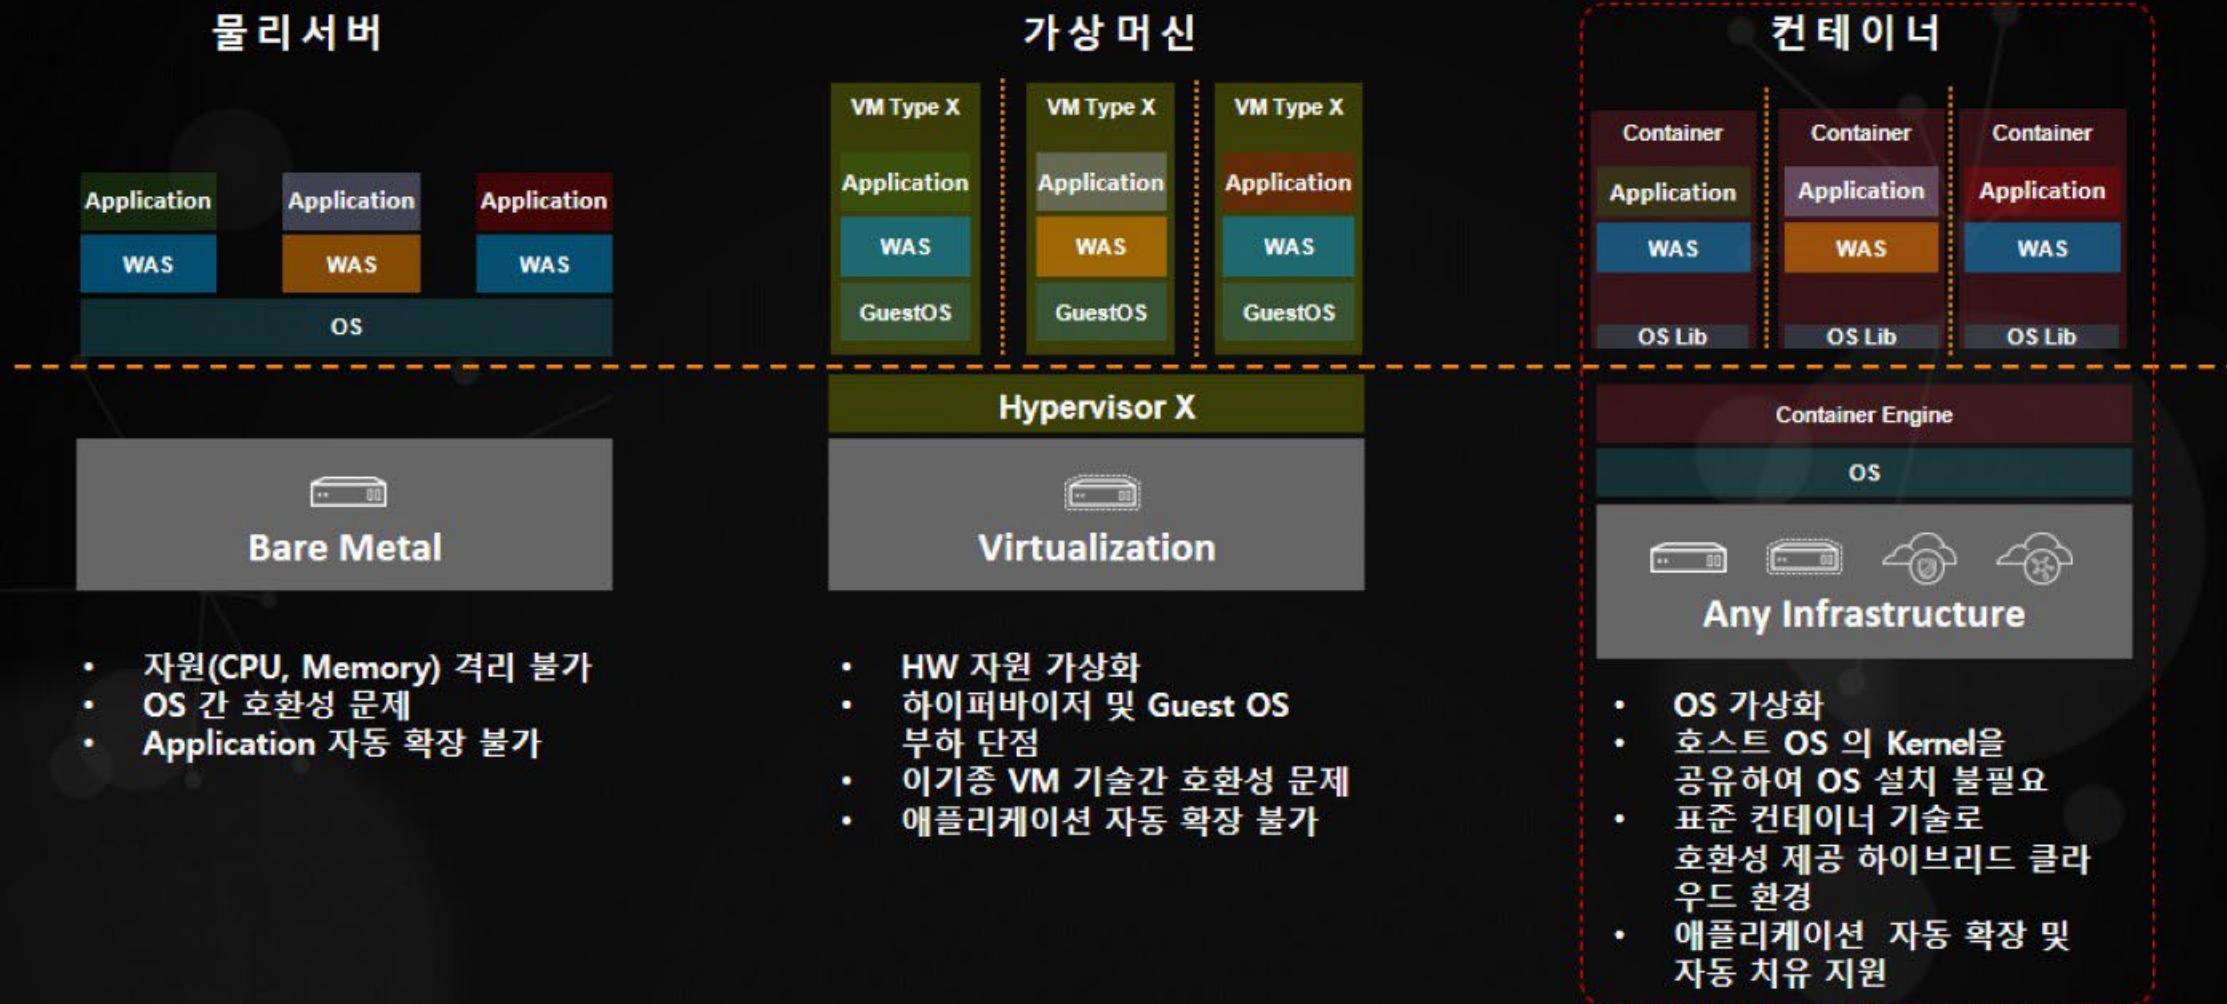 물리서버
Application Application Application
WAS WAS WAS
OS
Bare Metal
• 자원(CPU, Memory) 격리 불가
• OS 간 호환성 문제
• Application 자동 확장 불가
가상머신
VM Type X VM Type X VM Type X
Application Application Application
WAS WAS WAS
GuestOS GuestOS GuestOS
Hypervisor X
Virtualization
• HW 자원 가상화
• 하이퍼바이저 및 Guest OS
부하 단점
• 이기종 VM 기술간 호환성 문제
• 애플리케이션 자동 확장 불가
컨테이너
Container Container Container
Application Application Application
WAS WAS WAS
OS Lib OS Lib OS Lib
Container Engine
OS
Any Infrastructure
• OS 가상화
• 호스트 OS 의 Kernel을
공유하여 OS 설치 불필요
• 표준 컨테이너 기술로
호환성 제공 하이브리드 클라
우드 환경
• 애플리케이션 자동 확장 및
자동 치유 지원